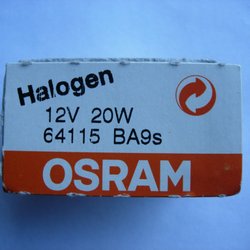 Halogen
12V 20W
64115 BA9s
OSRAM